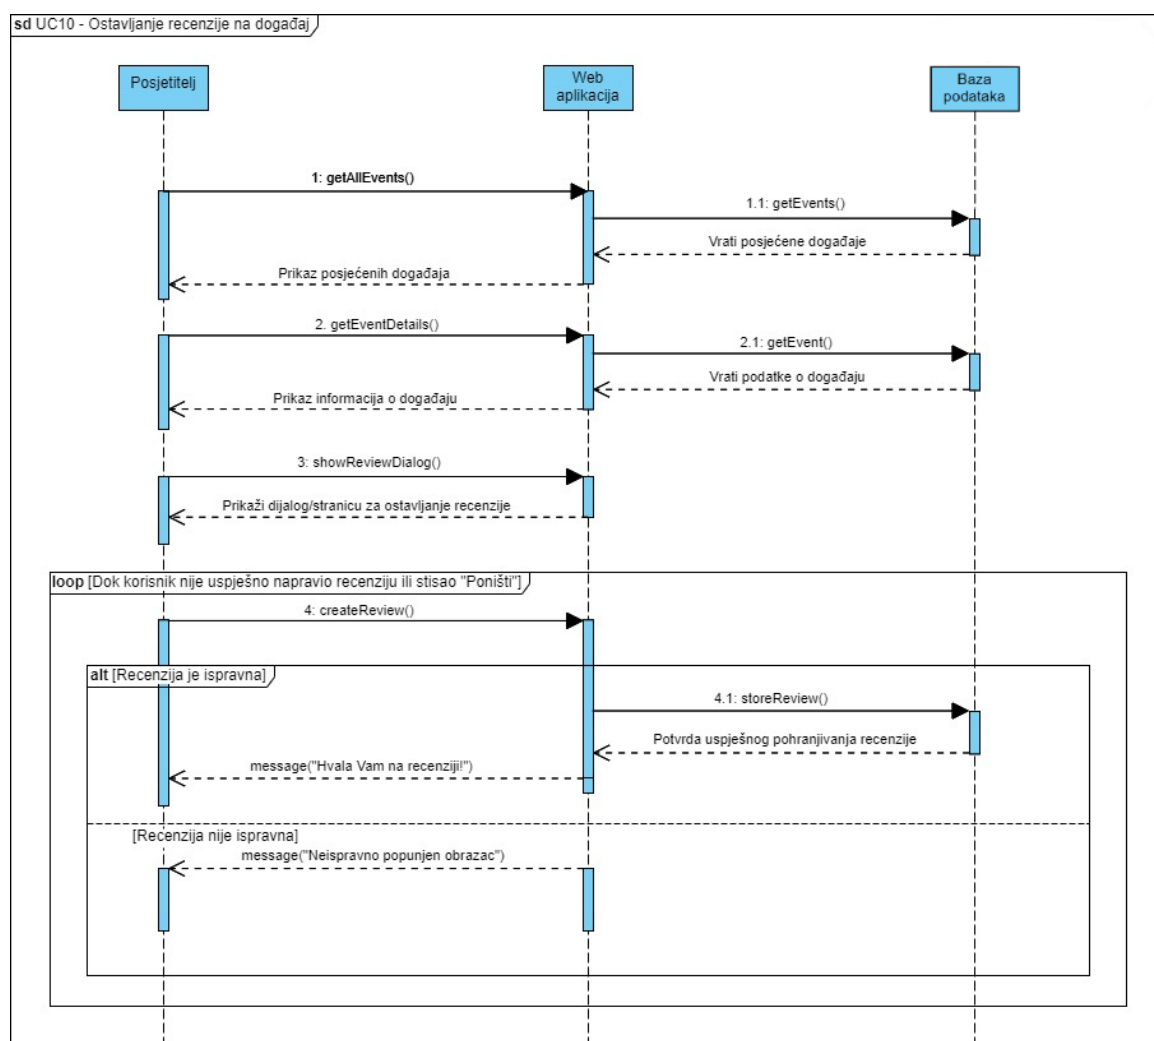 sd UC10 - Ostavljanje recenzije na događaj
Posjetitelj
Web
aplikacija
Baza
podataka
1: getAllEvents()
1.1: getEvents()
Vrati posjećene događaje
Prikaz posjećenih događaja
2. getEventDetails()
2.1: getEvent()
Vrati podatke o događaju
Prikaz informacija o događaju
3: showReviewDialog()
Prikaži dijalog/stranicu za ostavljanje recenzije
loop [Dok korisnik nije uspješno napravio recenziju ili stisao "Poništi"]
4: createReview()
alt [Recenzija je ispravna]
4.1: storeReview()
Potvrda uspješnog pohranjivanja recenzije
message("Hvala Vam na recenziji!")
[Recenzija nije ispravna]
message("Neispravno popunjen obrazac")